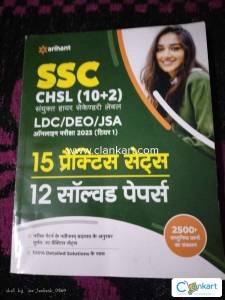 arihant
SSC
CHSL (10+2)
संयुक्त हायर सेकेण्डरी लेवल
LDC/DEO/JSA
ऑनलाइन परीक्षा 2023 (टियर 1)
www.clankart.com
15 प्रैक्टिस सेट्स
12 सॉल्वड पेपर्स
2500+
100% Detailed Solutions के साथ
Clankart